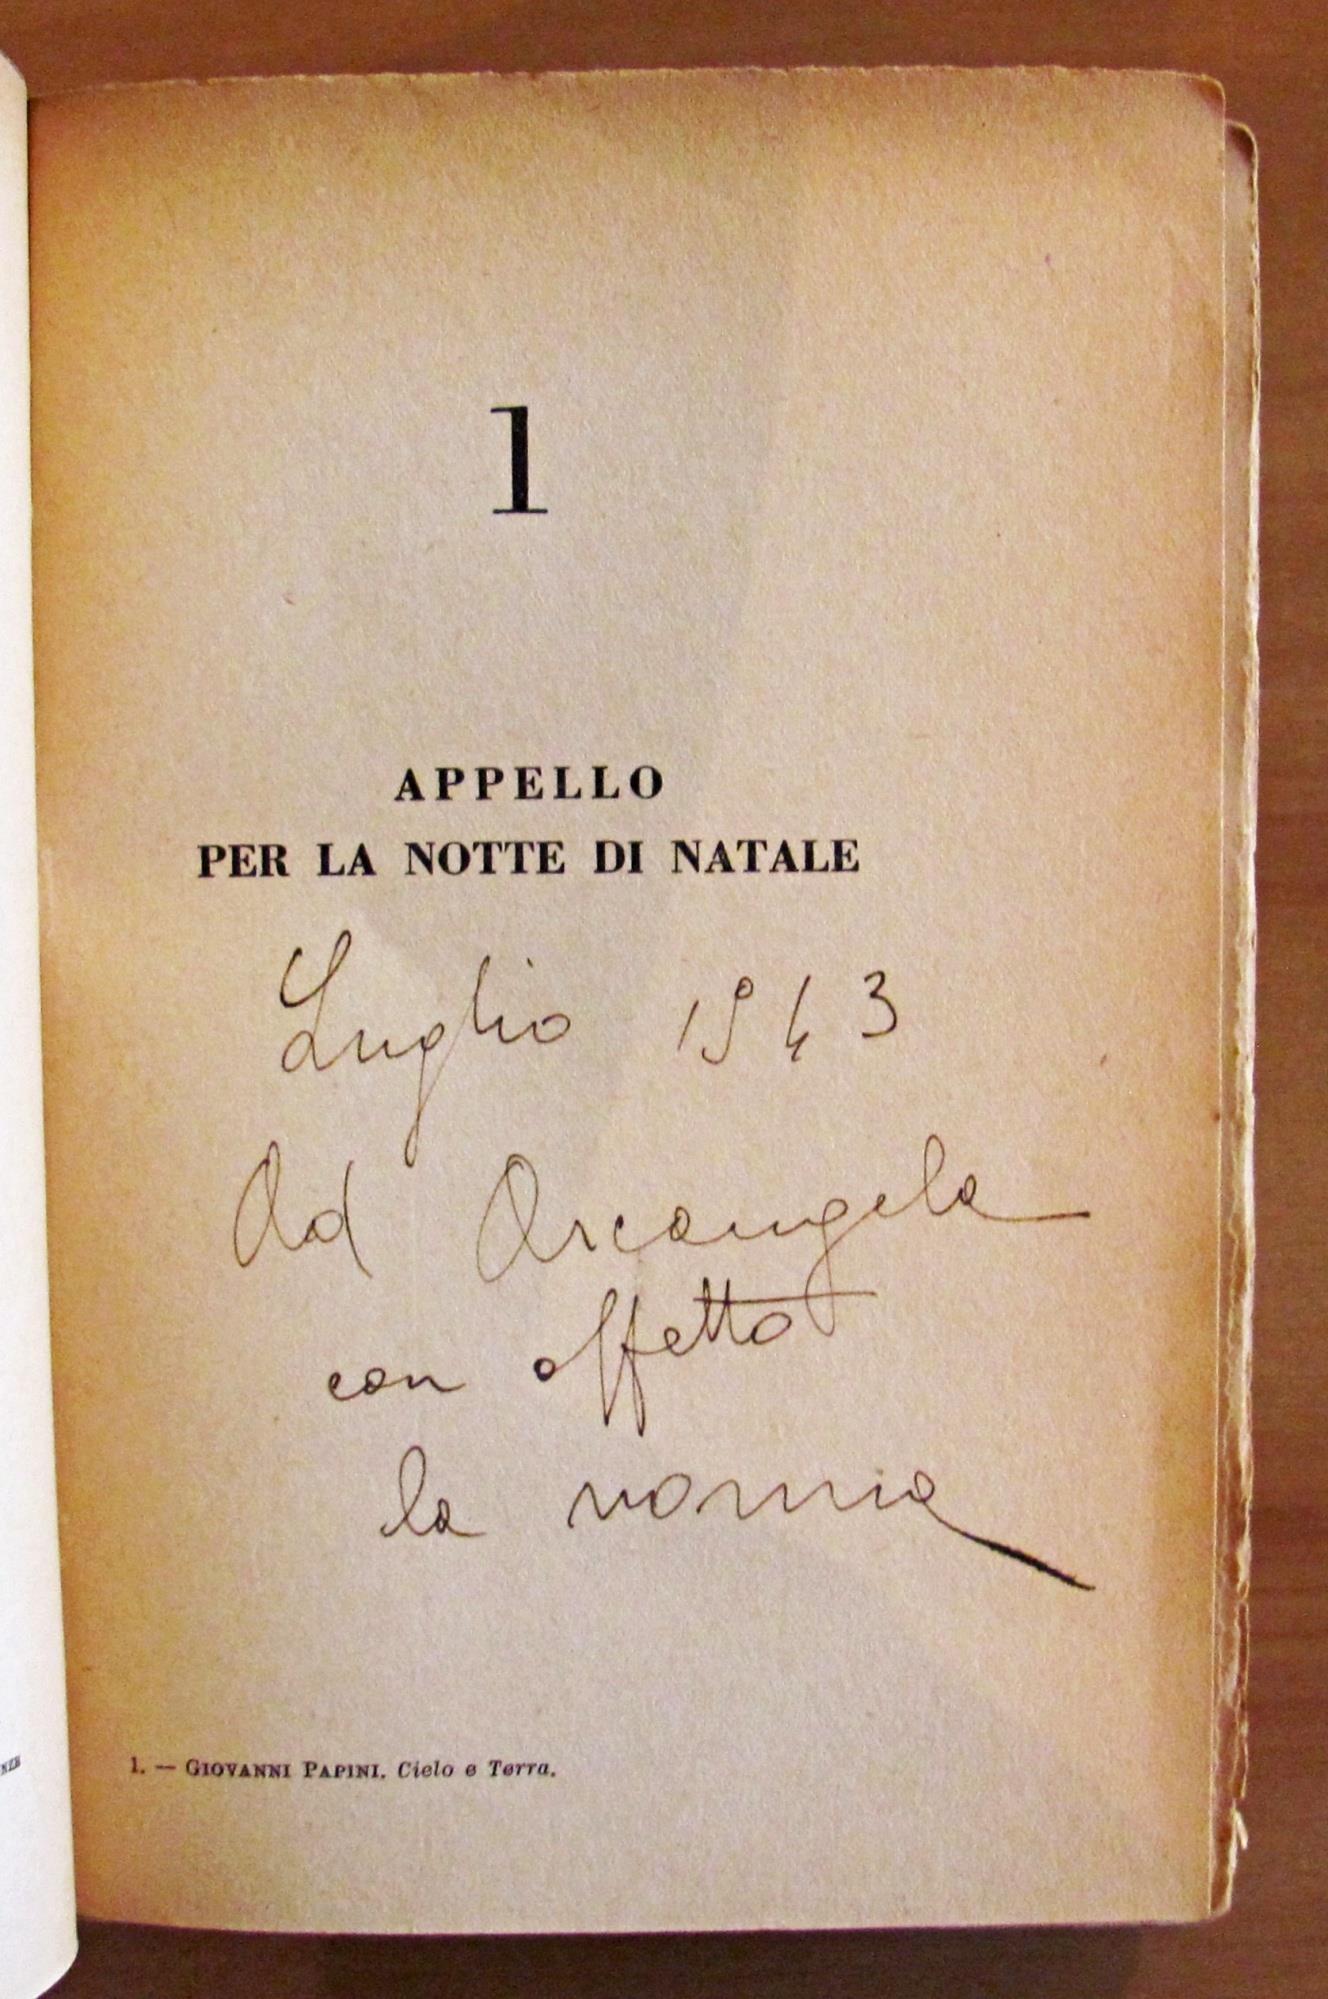 1
APPELLO
PER LA NOTTE DI NATALE
Luglio 1943
Ad Arcangela
con affetto
la nonna
1. — GIOVANNI PAPINI. Cielo e Terra.